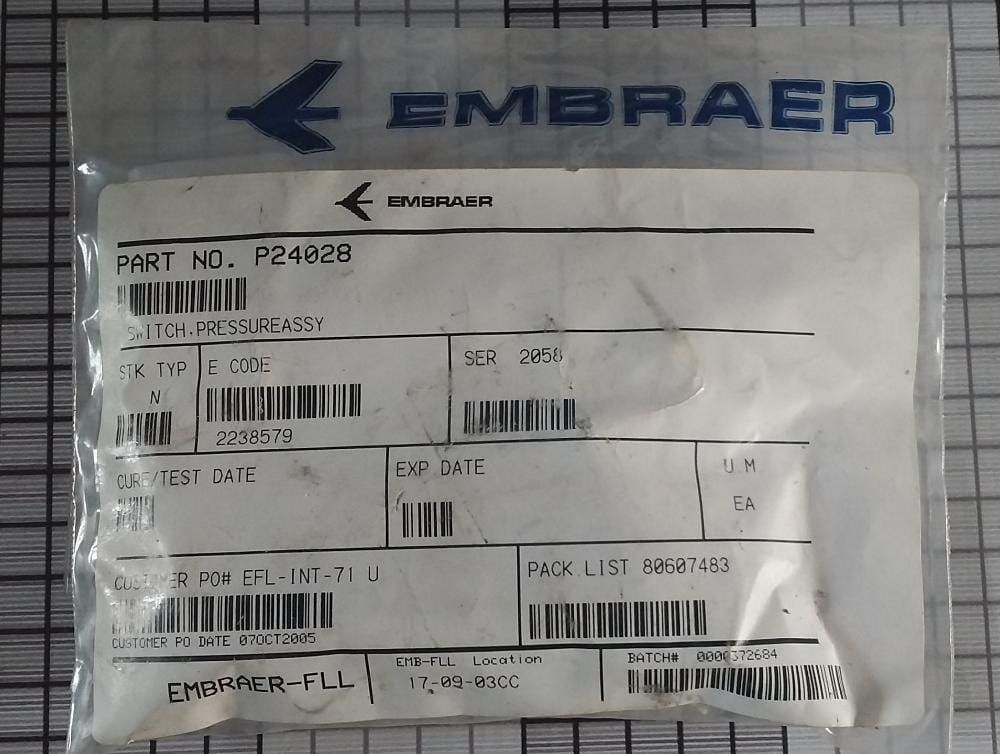 EMBRAER
EMBRAER
PART NO. P24028
SWITCH,PRESSUREASSY
STK TYP
N
E CODE
2238579
SER 2058
CURE/TEST DATE
EXP DATE
U M
EA
CUSTOMER PO# EFL-INT-71 U
CUSTOMER PO DATE 07OCT2005
PACK LIST 80607483
EMBRAER-FLL
EMB-FLL Location
17-09-03CC
BATCH# 0000372684